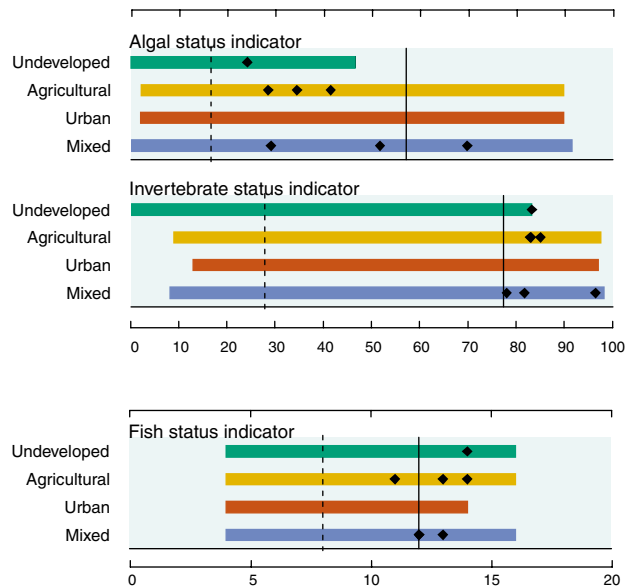 Algal status indicator
Undeveloped
Agricultural
Urban
Mixed
Invertebrate status indicator
Undeveloped
Agricultural
Urban
Mixed
0 10 20 30 40 50 60 70 80 90 100
Fish status indicator
Undeveloped
Agricultural
Urban
Mixed
0 5 10 15 20